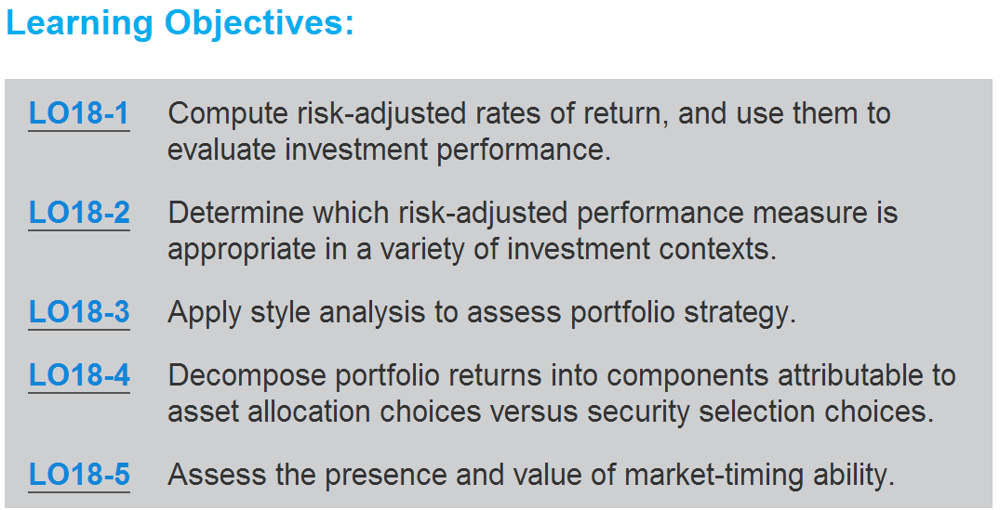 Learning Objectives:
LO18-1 Compute risk-adjusted rates of return, and use them to
evaluate investment performance.
LO18-2 Determine which risk-adjusted performance measure is
appropriate in a variety of investment contexts.
LO18-3 Apply style analysis to assess portfolio strategy.
LO18-4 Decompose portfolio returns into components attributable to
asset allocation choices versus security selection choices.
LO18-5 Assess the presence and value of market-timing ability.